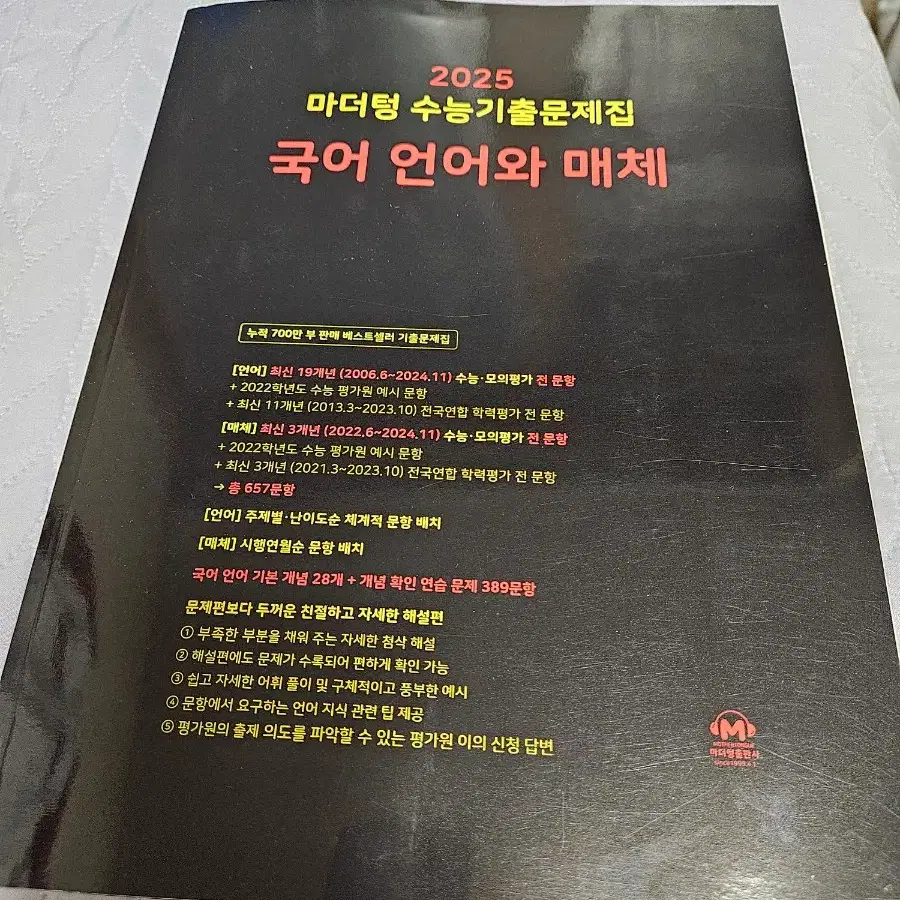 2025
마더텅 수능기출문제집
국어 언어와 매체
누적 700만 부 판매 베스트셀러 기출문제집
[언어] 최신 19개년 (2006.6~2024.11) 수능·모의평가 전 문항
+ 2022학년도 수능 평가원 예시 문항
+ 최신 11개년 (2013.3~2023.10) 전국연합 학력평가 전 문항
[매체] 최신 3개년 (2022.6~2024.11) 수능·모의평가 전 문항
+ 2022학년도 수능 평가원 예시 문항
+ 최신 3개년 (2021.3~2023.10) 전국연합 학력평가 전 문항
→ 총 657문항
[언어] 주제별·난이도순 체계적 문항 배치
[매체] 시행연월순 문항 배치
국어 언어 기본 개념 28개 + 개념 확인 연습 문제 389문항
문제편보다 두꺼운 친절하고 자세한 해설편
① 부족한 부분을 채워 주는 자세한 첨삭 해설
② 해설편에도 문제가 수록되어 편하게 확인 가능
③ 쉽고 자세한 어휘 풀이 및 구체적이고 풍부한 예시
④ 문항에서 요구하는 언어 지식 관련 팁 제공
⑤ 평가원의 출제 의도를 파악할 수 있는 평가원 이의 신청 답변
M
MOTHERTONGUE
마더텅출판사
since1999.4.1